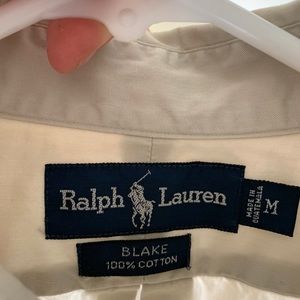 Ralph Lauren
BLAKE
100% COTTON
MADE IN
GUATEMALA
M